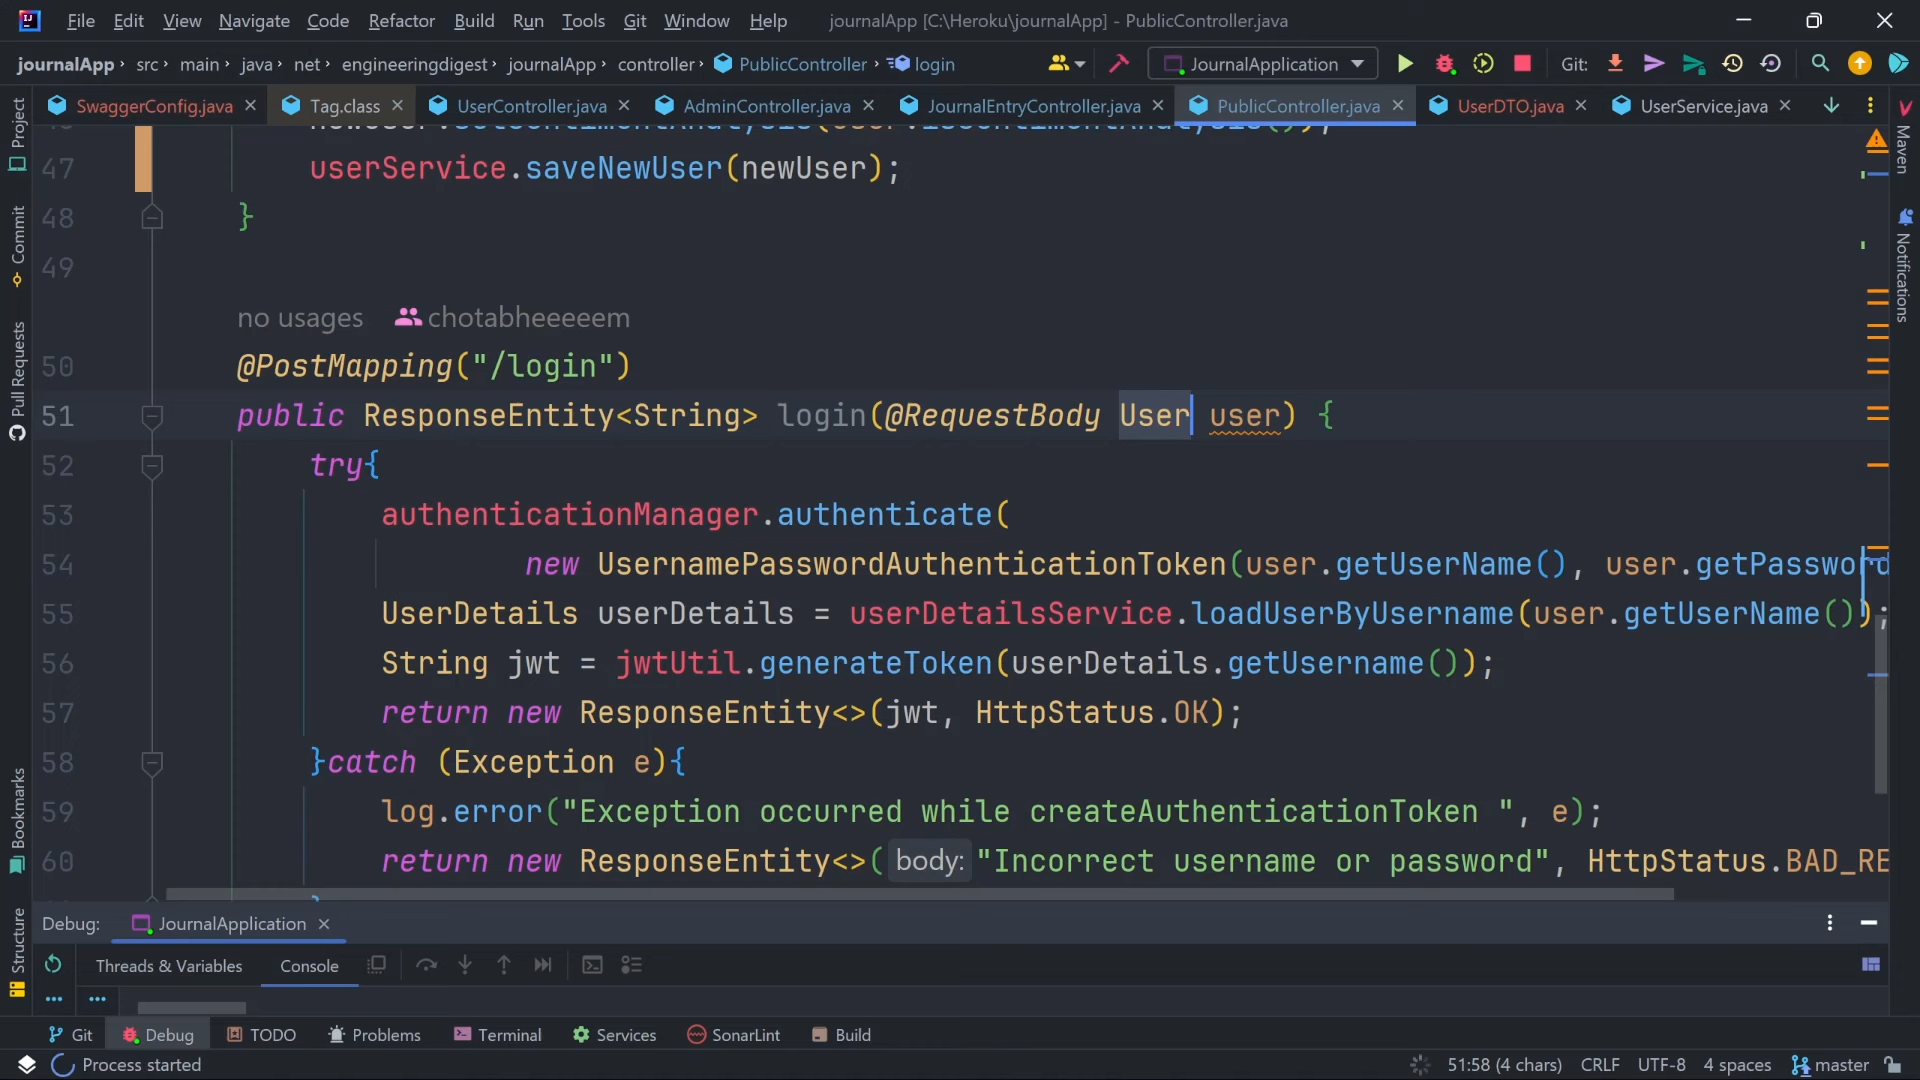 File Edit View Navigate Code Refactor Build Run Tools Git Window Help journalApp [C:\Heroku\journalApp] - PublicController.java
journalApp › src › main › java › net › engineeringdigest › journalApp › controller › PublicController › login JournalApplication Git:
SwaggerConfig.java Tag.class UserController.java AdminController.java JournalEntryController.java PublicController.java UserDTO.java UserService.java
Project
Commit
Pull Requests
Bookmarks
Structure
Maven
Notifications
47 userService.saveNewUser(newUser);
48 }
49
no usages chotabheeeeem
50 @PostMapping("/login")
51 public ResponseEntity<String> login(@RequestBody User user) {
52 try{
53 authenticationManager.authenticate(
54 new UsernamePasswordAuthenticationToken(user.getUserName(), user.getPassword
55 UserDetails userDetails = userDetailsService.loadUserByUsername(user.getUserName());
56 String jwt = jwtUtil.generateToken(userDetails.getUsername());
57 return new ResponseEntity<>(jwt, HttpStatus.OK);
58 }catch (Exception e){
59 log.error("Exception occurred while createAuthenticationToken ", e);
60 return new ResponseEntity<>( body: "Incorrect username or password", HttpStatus.BAD_RE
Debug: JournalApplication
Threads & Variables Console
Git Debug TODO Problems Terminal Services SonarLint Build
Process started 51:58 (4 chars) CRLF UTF-8 4 spaces master